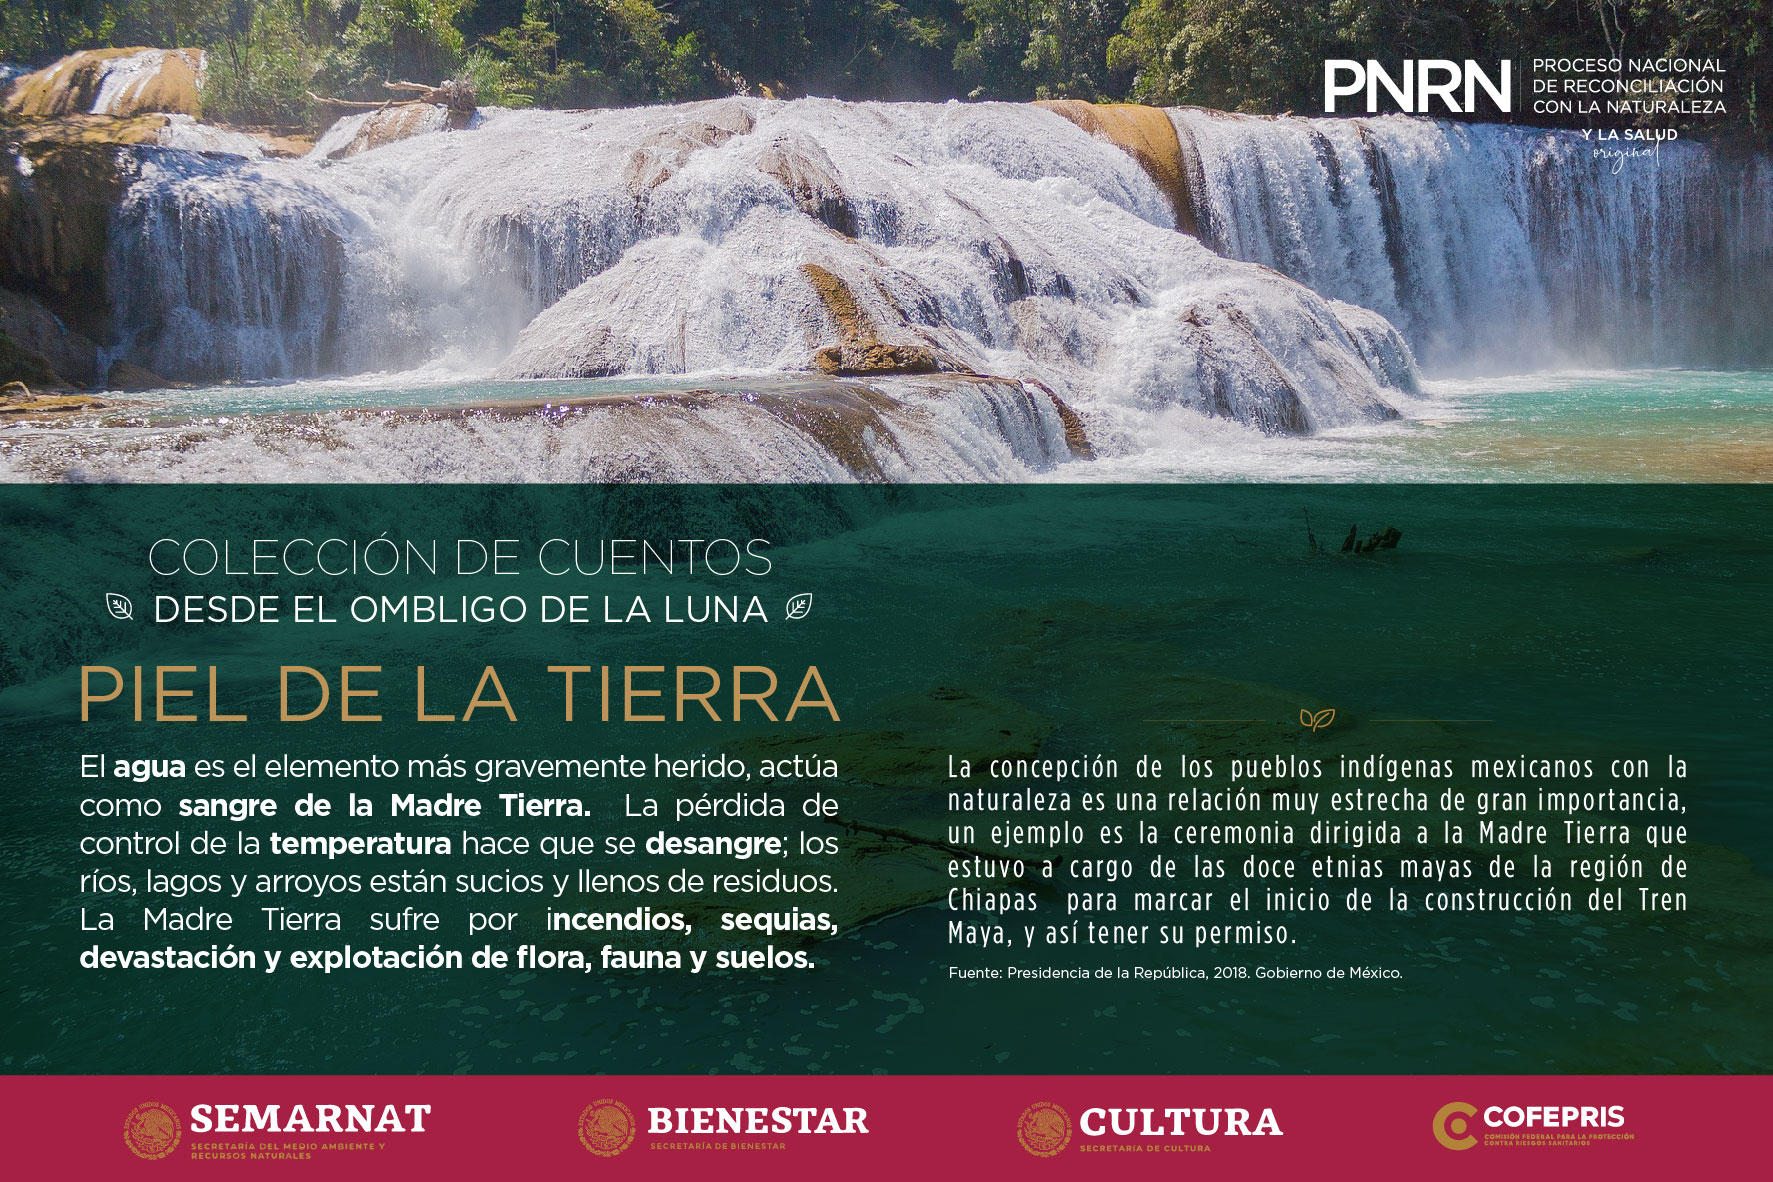 PNRN
PROCESO NACIONAL
DE RECONCILIACIÓN
CON LA NATURALEZA
Y LA SALUD
original
COLECCIÓN DE CUENTOS
DESDE EL OMBLIGO DE LA LUNA
PIEL DE LA TIERRA
El agua es el elemento más gravemente herido, actúa
como sangre de la Madre Tierra. La pérdida de
control de la temperatura hace que se desangre; los
ríos, lagos y arroyos están sucios y llenos de residuos.
La Madre Tierra sufre por incendios, sequias,
devastación y explotación de flora, fauna y suelos.
La concepción de los pueblos indígenas mexicanos con la
naturaleza es una relación muy estrecha de gran importancia,
un ejemplo es la ceremonia dirigida a la Madre Tierra que
estuvo a cargo de las doce etnias mayas de la región de
Chiapas para marcar el inicio de la construcción del Tren
Maya, y así tener su permiso.
Fuente: Presidencia de la República, 2018. Gobierno de México.
SEMARNAT
SECRETARÍA DEL MEDIO AMBIENTE Y
RECURSOS NATURALES
BIENESTAR
SECRETARÍA DE BIENESTAR
CULTURA
SECRETARÍA DE CULTURA
COFEPRIS
COMISIÓN FEDERAL PARA LA PROTECCIÓN
CONTRA RIESGOS SANITARIOS